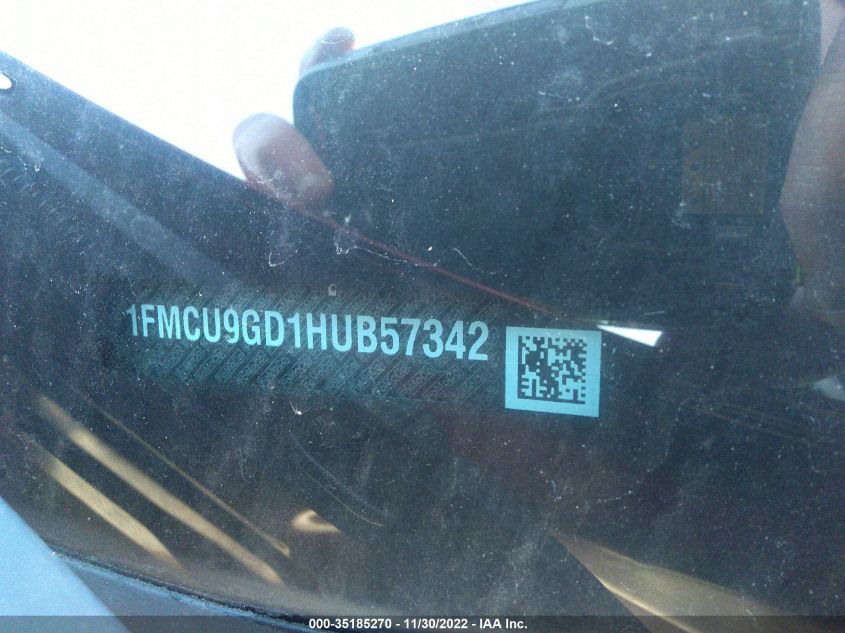 1FMCU9GD1HUB57342
000-35185270 - 11/30/2022 - IAA Inc.